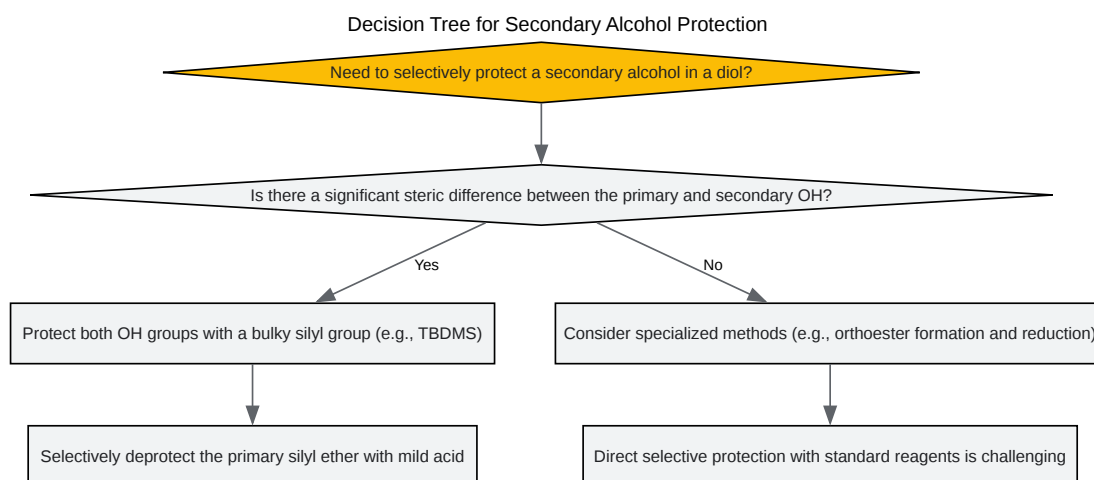 Decision Tree for Secondary Alcohol Protection
Need to selectively protect a secondary alcohol in a diol?
Is there a significant steric difference between the primary and secondary OH?
Yes
No
Protect both OH groups with a bulky silyl group (e.g., TBDMS)
Consider specialized methods (e.g., orthoester formation and reduction)
Selectively deprotect the primary silyl ether with mild acid
Direct selective protection with standard reagents is challenging